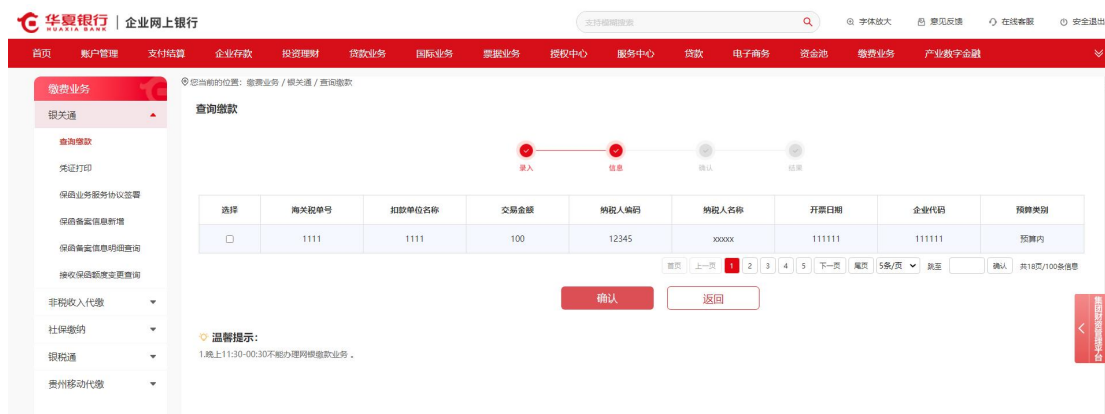 华夏银行 企业网上银行 支持模糊搜索 字体放大 意见反馈 在线客服 安全退出
HUAXIA BANK
首页 账户管理 支付结算 企业存款 投资理财 贷款业务 国际业务 票据业务 授权中心 服务中心 贷款 电子商务 资金池 缴费业务 产业数字金融
您当前的位置: 缴费业务 / 银关通 / 查询缴款
缴费业务
银关通
查询缴款
凭证打印
保函业务服务协议签署
保函备案信息新增
保函备案信息明细查询
接收保函额度变更查询
非税收入代缴
社保缴纳
银税通
贵州移动代缴
查询缴款
录入 信息 确认 结果
选择 海关税单号 扣款单位名称 交易金额 纳税人编码 纳税人名称 开票日期 企业代码 预算类别
1111 1111 100 12345 xxxxx 111111 111111 预算内
首页 上一页 1 2 3 4 5 下一页 尾页 5条/页 跳至 确认 共18页/100条信息
确认 返回
温馨提示:
1.晚上11:30-00:30不能办理网银缴款业务 。
集团财资管理平台